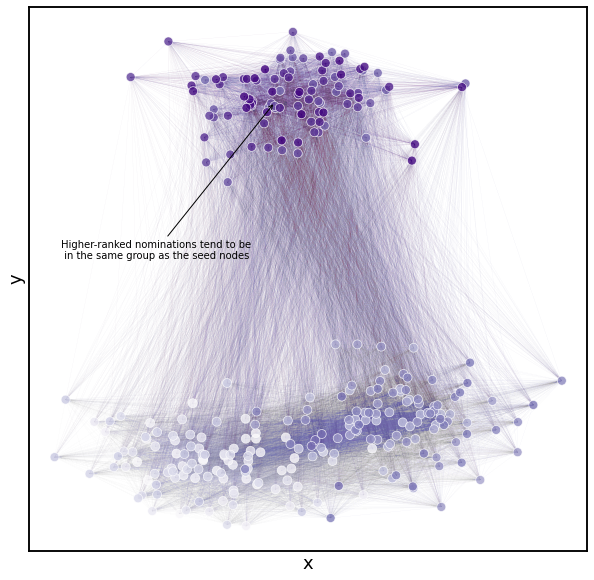 Higher-ranked nominations tend to be
in the same group as the seed nodes
y
x